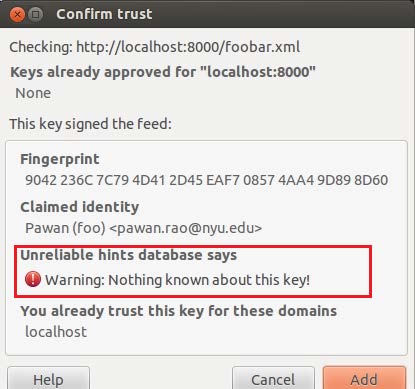 Confirm trust
Checking: http://localhost:8000/foobar.xml
Keys already approved for "localhost:8000"
None
This key signed the feed:
Fingerprint
9042 236C 7C79 4D41 2D45 EAF7 0857 4AA4 9D89 8D60
Claimed identity
Pawan (foo) <pawan.rao@nyu.edu>
Unreliable hints database says
Warning: Nothing known about this key!
You already trust this key for these domains
localhost
Help Cancel Add